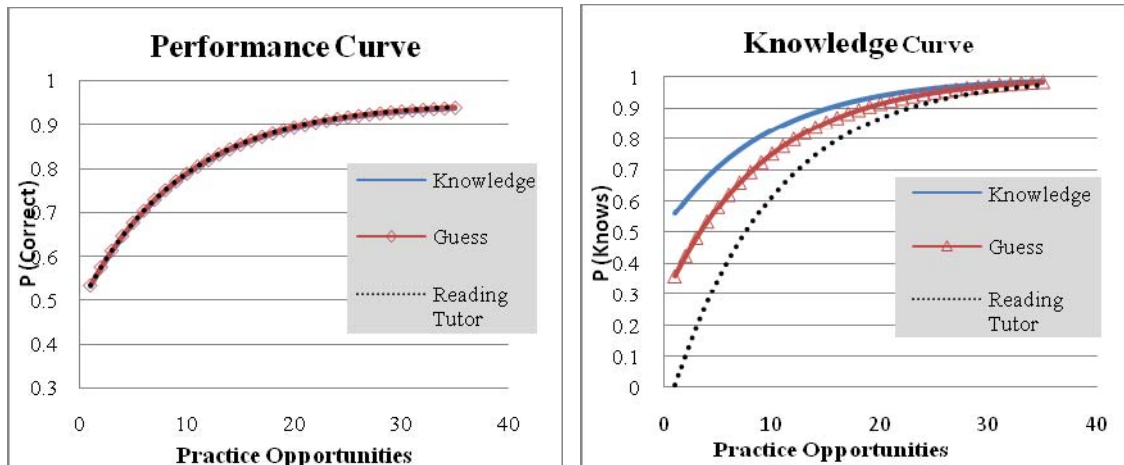 Performance Curve
1
0.9
0.8
0.7
0.6
0.5
0.4
0.3
P (Correct)
0
10
20
30
40
Practice Opportunities
Knowledge
Guess
Reading
Tutor
Knowledge Curve
1
0.9
0.8
0.7
0.6
0.5
0.4
0.3
0.2
0.1
0
P (Knows)
0
10
20
30
40
Practice Opportunities
Knowledge
Guess
Reading
Tutor